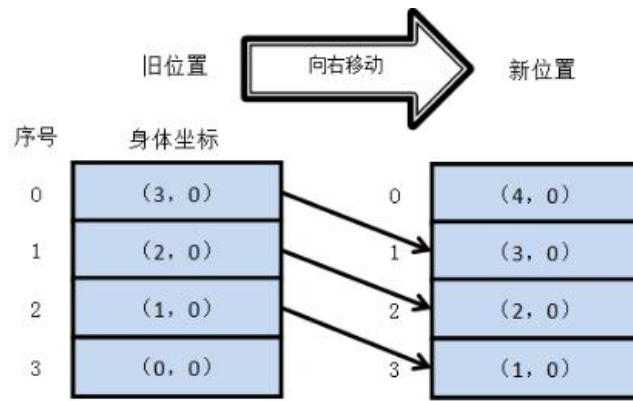 旧位置 向右移动 新位置
序号 身体坐标
0 （3，0） 0 （4，0）
1 （2，0） 1 （3，0）
2 （1，0） 2 （2，0）
3 （0，0） 3 （1，0）